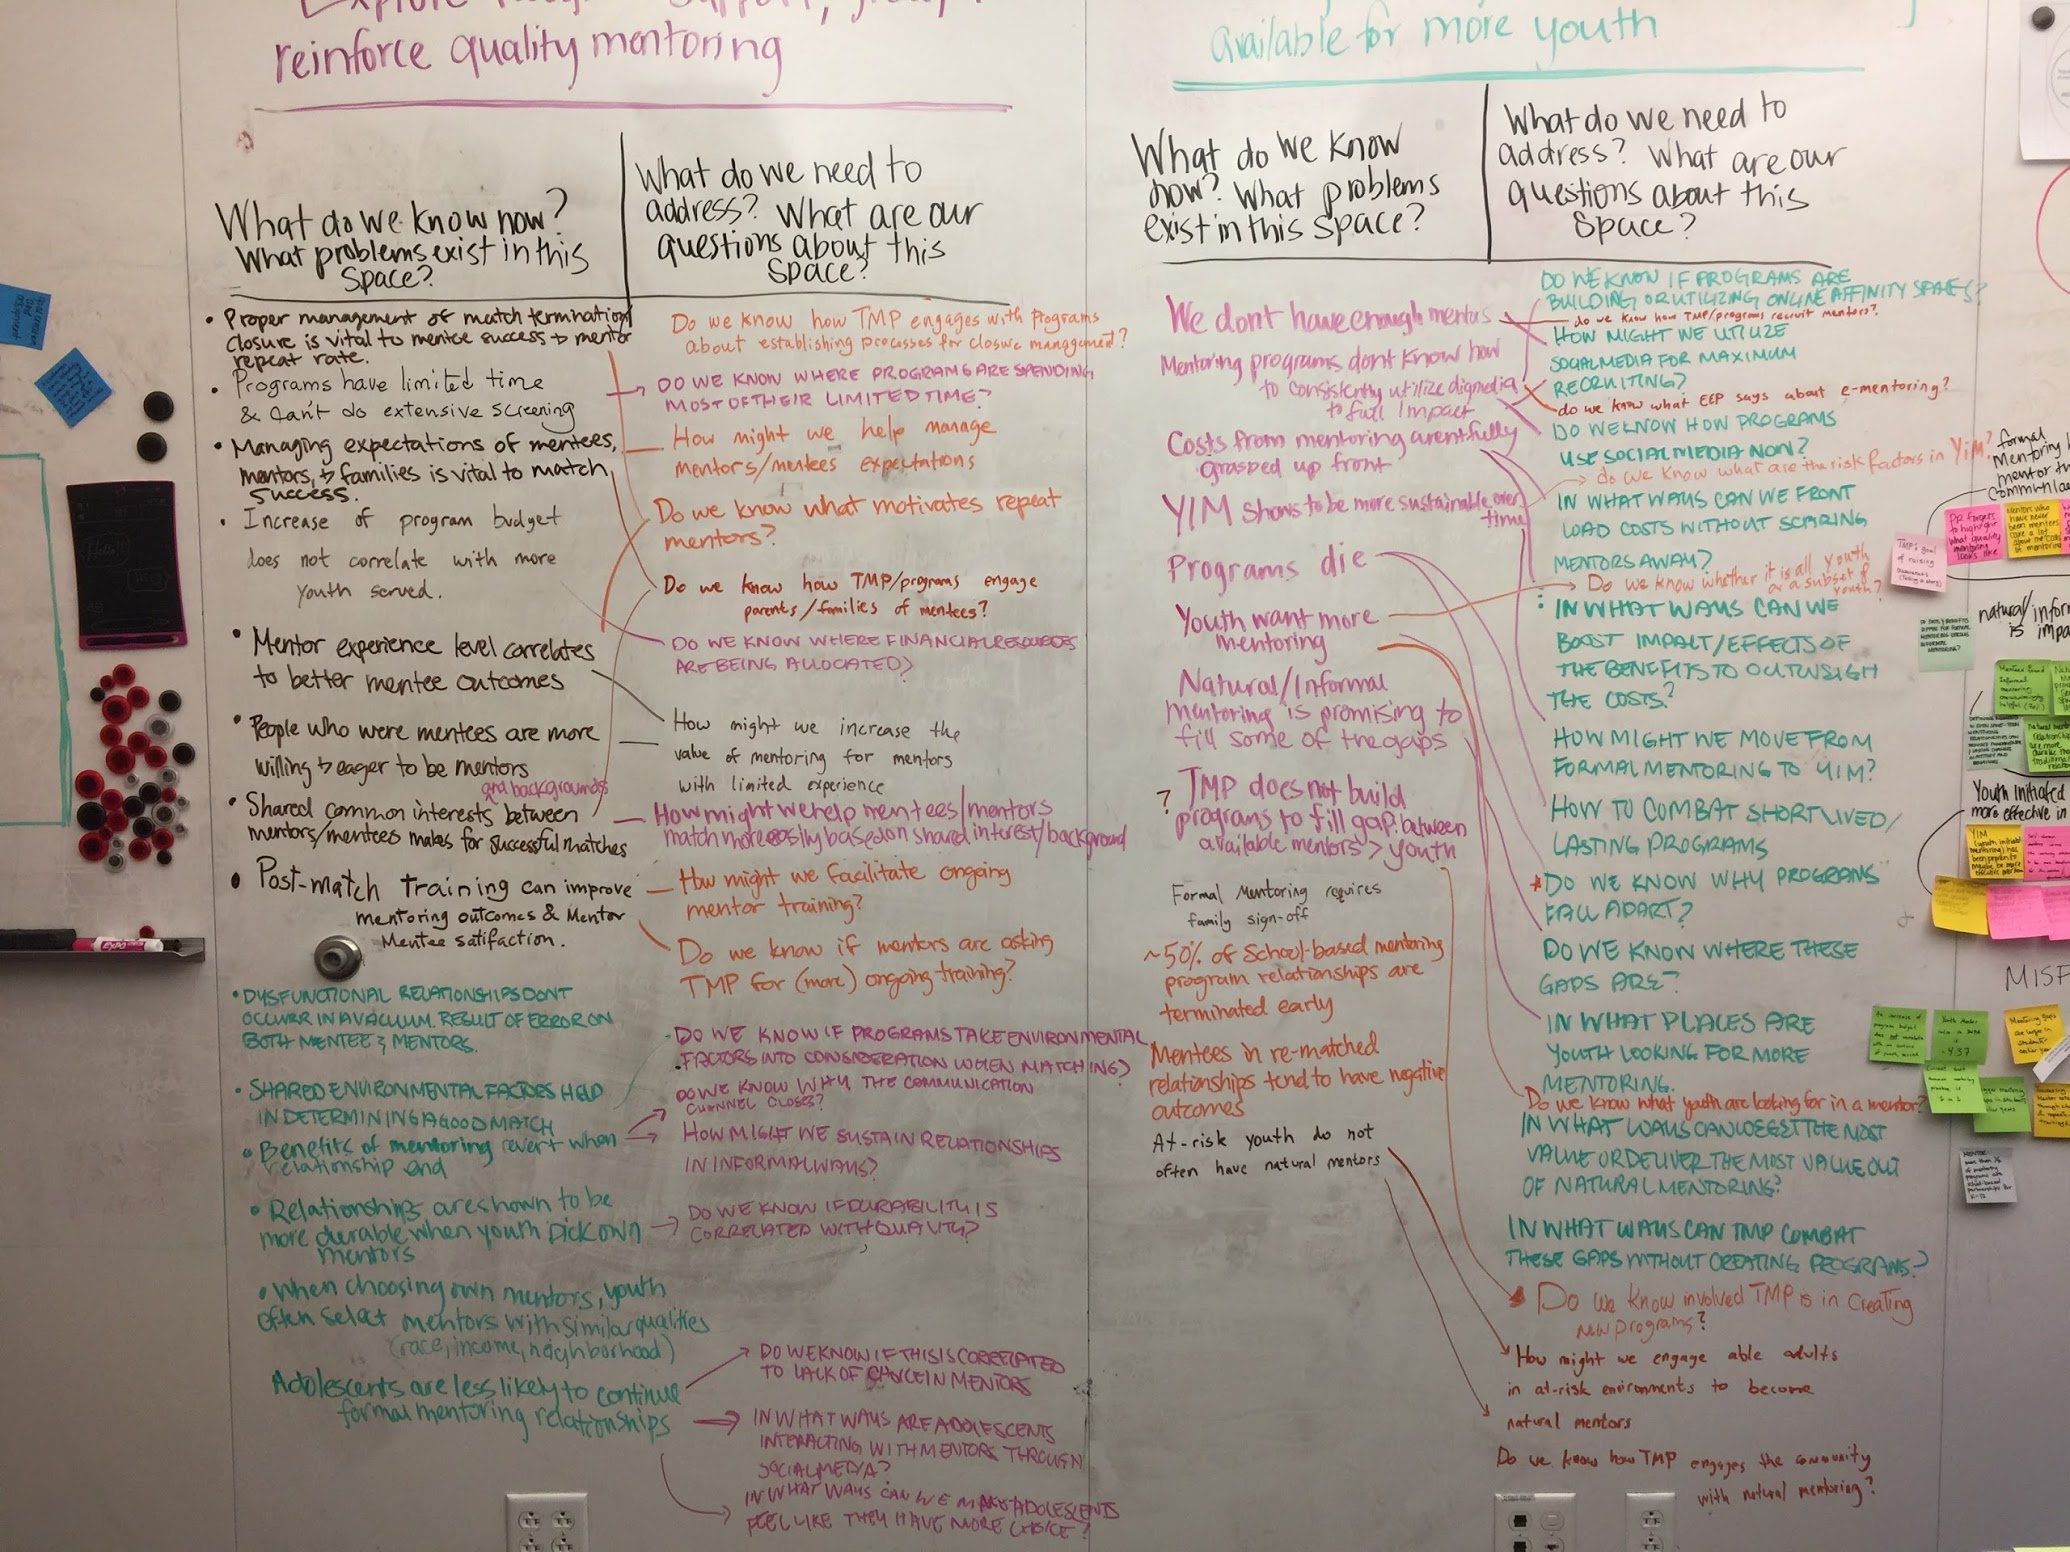 Explore
support,
reinforce quality mentoring
What do we know now?
What problems exist in this
Space?
What do we need to
address? What are our
questions about this
Space?
• Proper management of match termination/
closure is vital to mentee success & mentor
repeat rate.
• Programs have limited time
& can't do extensive screening
• Managing expectations of mentees,
mentors, & families is vital to match
success.
• Increase of program budget
does not correlate with more
youth served.
• Mentor experience level correlates
to better mentee outcomes
• People who were mentees are more
willing & eager to be mentors
and backgrounds
• Shared common interests between
mentors/mentees makes for successful matches
• Post-match training can improve
mentoring outcomes & Mentor
Mentee satifaction.
• DYSFUNCTIONAL RELATIONSHIPS DONT
OCCURR IN A VACUUM. RESULT OF ERROR ON
BOTH MENTEE & MENTORS.
• SHARED ENVIRONMENTAL FACTORS HELP
IN DETERMINING A GOOD MATCH
• Benefits of mentoring revert when
relationship end
• Relationships are shown to be
more durable when youth pick own
mentors
• When choosing own mentors, youth
often select mentors with similar qualities
(race, income, neighborhood)
Adolescents are less likely to continue
formal mentoring relationships
Do we know how TMP engages with programs
about establishing processes for closure management?
DO WE KNOW WHERE PROGRAMS ARE SPENDING
MOST OF THEIR LIMITED TIME?
How might we help manage
mentors/mentees expectations
Do we know what motivates repeat
mentors?
Do we know how TMP/programs engage
parents/families of mentees?
DO WE KNOW WHERE FINANCIAL RESOURCES
ARE BEING ALLOCATED?
How might we increase the
value of mentoring for mentors
with limited experience
How might we help mentees/mentors
match more easily based on shared interest/background
How might we facilitate ongoing
mentor training?
Do we know if mentors are asking
TMP for (more) ongoing training?
DO WE KNOW IF PROGRAMS TAKE ENVIRONMENTAL
FACTORS INTO CONSIDERATION WHEN MATCHING?
DO WE KNOW WHY THE COMMUNICATION
CHANNEL CLOSES?
HOW MIGHT WE SUSTAIN RELATIONSHIPS
IN INFORMAL WAYS?
DO WE KNOW IF DURABILITY IS
CORRELATED WITH QUALITY?
DO WE KNOW IF THIS IS CORRELATED
TO LACK OF CHOICE IN MENTORS
IN WHAT WAYS ARE ADOLESCENTS
INTERACTING WITH MENTORS THROUGH
SOCIAL MEDIA?
IN WHAT WAYS CAN WE MAKE ADOLESCENTS
FEEL LIKE THEY HAVE MORE CHOICE?
available for more youth
What do we know
now? What problems
exist in this space?
What do we need to
address? What are our
questions about this
Space?
We dont have enough mentors
Mentoring programs dont know how
to consistently utilize digmedia
to full impact
Costs from mentoring arent fully
grasped up front
YIM shows to be more sustainable over
time
Programs die
Youth want more
mentoring
Natural/Informal
mentoring is promising to
fill some of the gaps
? TMP does not build
programs to fill gap between
available mentors > youth
Formal Mentoring requires
family sign-off
~50% of School-based mentoring
program relationships are
terminated early
Mentees in re-matched
relationships tend to have negative
outcomes
At-risk youth do not
often have natural mentors
DO WE KNOW IF PROGRAMS ARE
BUILDING OR UTILIZING ONLINE AFFINITY SPACES?
do we know how TMP/programs recruit mentors?
HOW MIGHT WE UTILIZE
SOCIAL MEDIA FOR MAXIMUM
RECRUITING?
do we know what EEP says about e-mentoring?
DO WE KNOW HOW PROGRAMS
USE SOCIAL MEDIA NOW?
do we know what are the risk factors in YiM?
IN WHAT WAYS CAN WE FRONT
LOAD COSTS WITHOUT SCARING
MENTORS AWAY?
Do we know whether it is all youth
or a subset of
youth?
IN WHAT WAYS CAN WE
BOOST IMPACT/EFFECTS OF
THE BENEFITS TO OUTWEIGH
THE COSTS?
HOW MIGHT WE MOVE FROM
FORMAL MENTORING TO YIM?
HOW TO COMBAT SHORT LIVED/
LASTING PROGRAMS
*DO WE KNOW WHY PROGRAMS
FALL APART?
DO WE KNOW WHERE THESE
GAPS ARE?
IN WHAT PLACES ARE
YOUTH LOOKING FOR MORE
MENTORING.
Do we know what youth are looking for in a mentor?
IN WHAT WAYS CAN WE GET THE MOST
VALUE OR DELIVER THE MOST VALUE OUT
OF NATURAL MENTORING?
IN WHAT WAYS CAN TMP COMBAT
THESE GAPS WITHOUT CREATING PROGRAMS?
Do we know involved TMP is in creating
new programs?
How might we engage able adults
in at-risk environments to become
natural mentors
Do we know how TMP engages the community
with natural mentoring?
formal
mentoring
mentor
PR forgets
to highlight
what quality
mentoring
looks like
Mentors who
have never
been mentees
care a lot
about the costs
of mentoring
TMP's goal
of raising
natural/inform
is impa
Youth Initiated
more effective in
YIM
MISF
EXPO